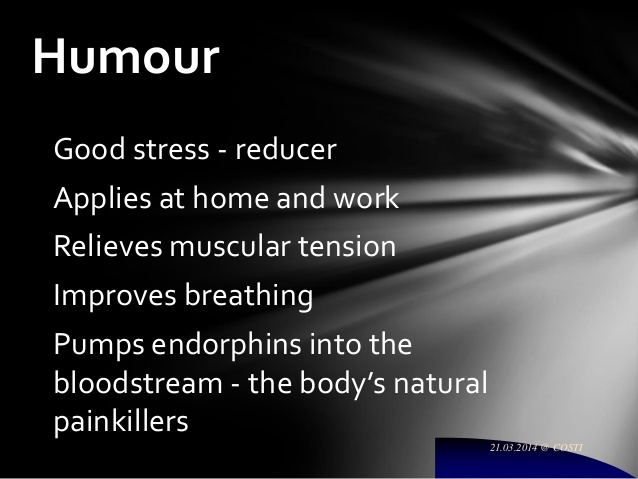 Humour
Good stress - reducer
Applies at home and work
Relieves muscular tension
Improves breathing
Pumps endorphins into the
bloodstream - the body’s natural
painkillers
21.03.2014 @ COSTI